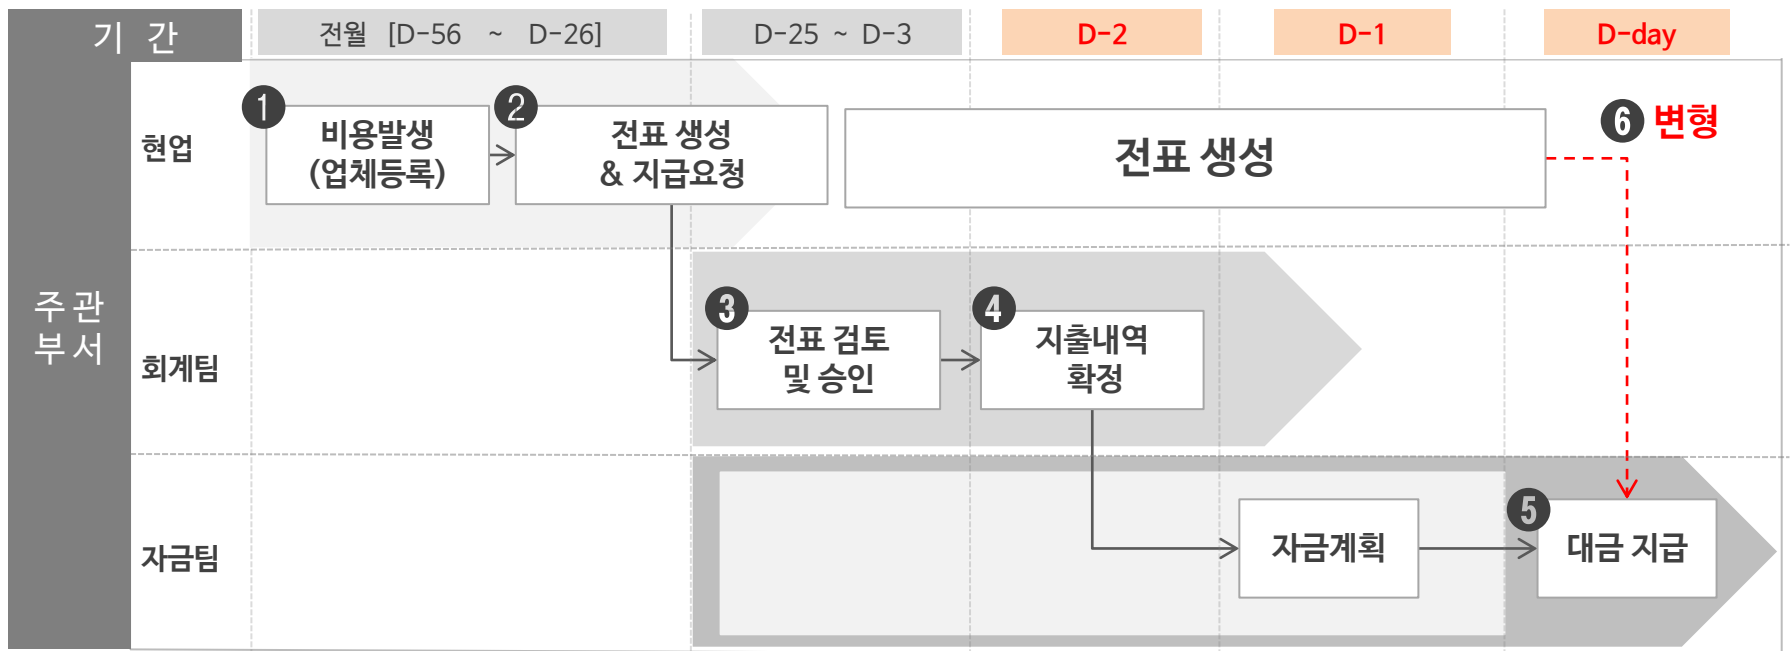 기 간
전월 [D-56 ~ D-26]
D-25 ~ D-3
D-2
D-1
D-day
주관
부서
현업
1
비용발생
(업체등록)
2
전표 생성
& 지급요청
전표 생성
6 변형
회계팀
3
전표 검토
및 승인
4
지출내역
확정
자금팀
자금계획
5
대금 지급